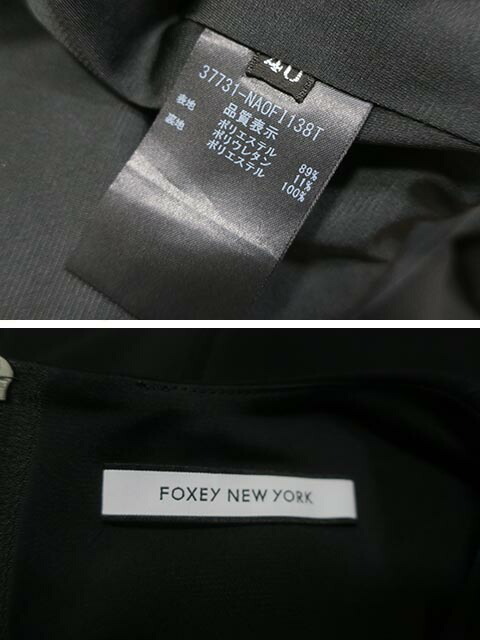 40
37731-NAOF1138T
品質表示
表地 ポリエステル 89%
ポリウレタン 11%
裏地 ポリエステル 100%
FOXEY NEW YORK